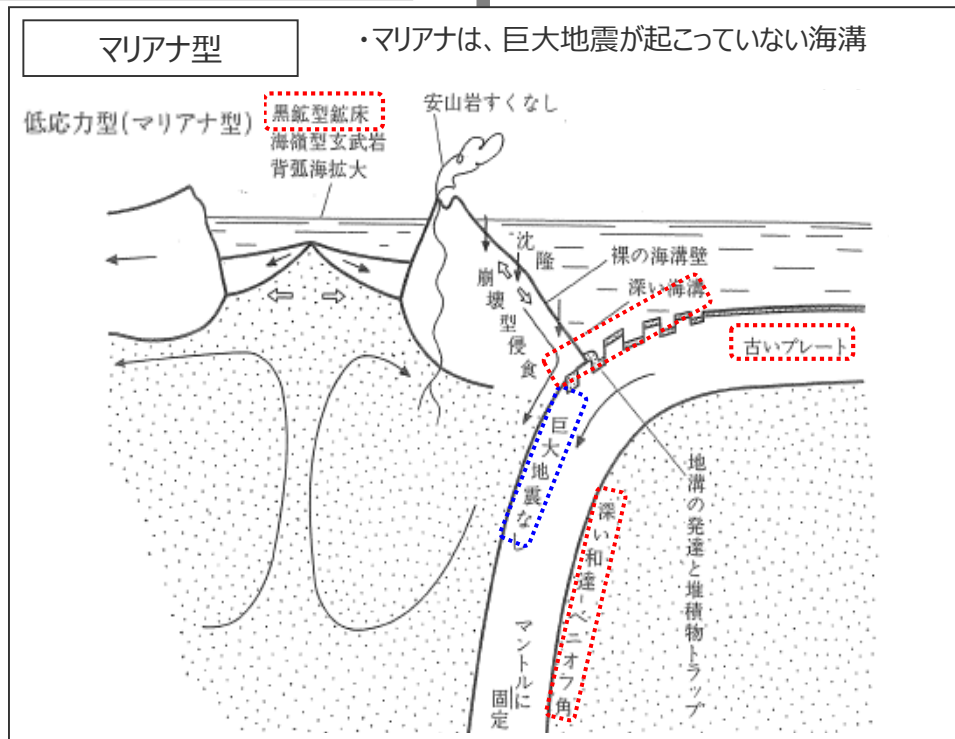 マリアナ型
・マリアナは、巨大地震が起こっていない海溝
低応力型(マリアナ型)
黒鉱型鉱床
海嶺型玄武岩
背弧海拡大
安山岩すくなし
沈降
崩壊型侵食
裸の海溝壁
深い海溝
古いプレート
巨大地震なし
深い和達-ベニオフ角
地溝の発達と堆積物トラップ
マントルに
固定